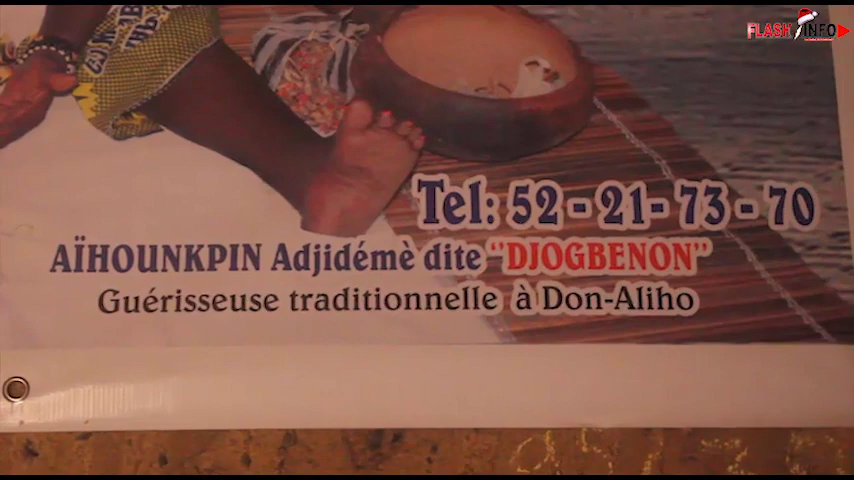 FLASH INFO
Tel: 52 - 21- 73 - 70
AÏHOUNKPIN Adjidémè dite "DJOGBENON"
Guérisseuse traditionnelle à Don-Aliho